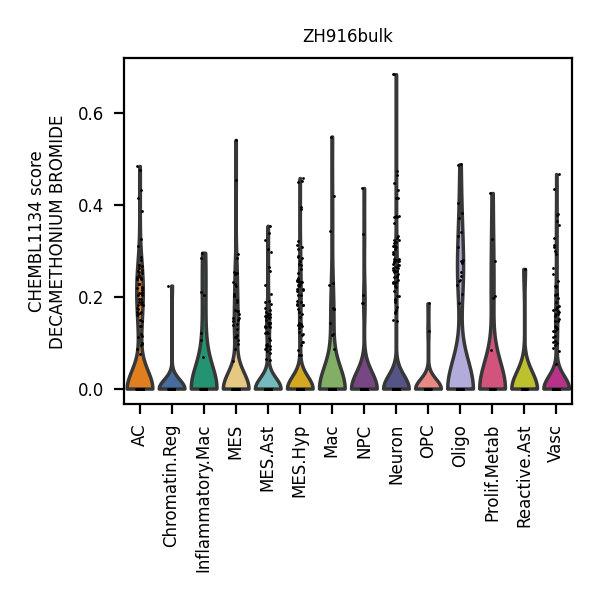 ZH916bulk
CHEMBL1134 score
DECAMETHONIUM BROMIDE
0.6
0.4
0.2
0.0
AC
Chromatin.Reg
Inflammatory.Mac
MES
MES.Ast
MES.Hyp
Mac
NPC
Neuron
OPC
Oligo
Prolif.Metab
Reactive.Ast
Vasc